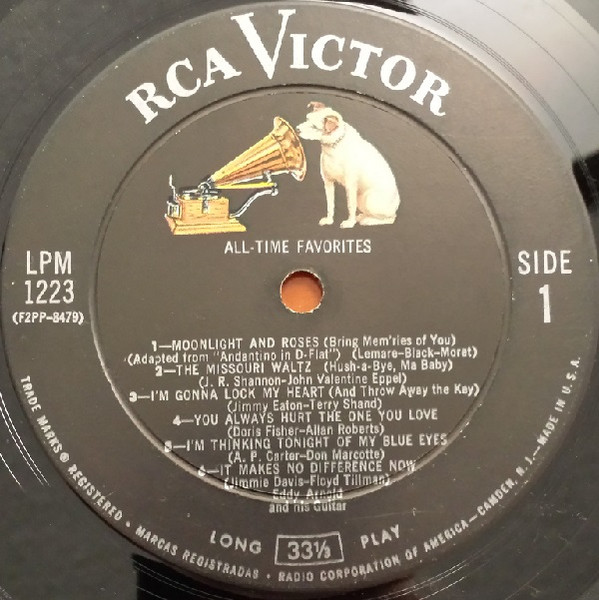 RCA VICTOR
ALL-TIME FAVORITES
LPM
1223
(F2PP-8479)
SIDE
1
1—MOONLIGHT AND ROSES (Bring Mem'ries of You)
(Adapted from "Andantino in D-Flat") (Lemare-Black-Moret)
2—THE MISSOURI WALTZ (Hush-a-Bye, Ma Baby)
(J. R. Shannon-John Valentine Eppel)
3—I'M GONNA LOCK MY HEART (And Throw Away the Key)
(Jimmy Eaton-Terry Shand)
4—YOU ALWAYS HURT THE ONE YOU LOVE
(Doris Fisher-Allan Roberts)
5—I'M THINKING TONIGHT OF MY BLUE EYES
(A. P. Carter-Don Marcotte)
6—IT MAKES NO DIFFERENCE NOW
(Jimmie Davis-Floyd Tillman)
Eddy Arnold
and his Guitar
LONG 33⅓ PLAY
TRADE MARKS ® REGISTERED • MARCAS REGISTRADAS • RADIO CORPORATION OF AMERICA—CAMDEN, N. J.—MADE IN U.S.A.